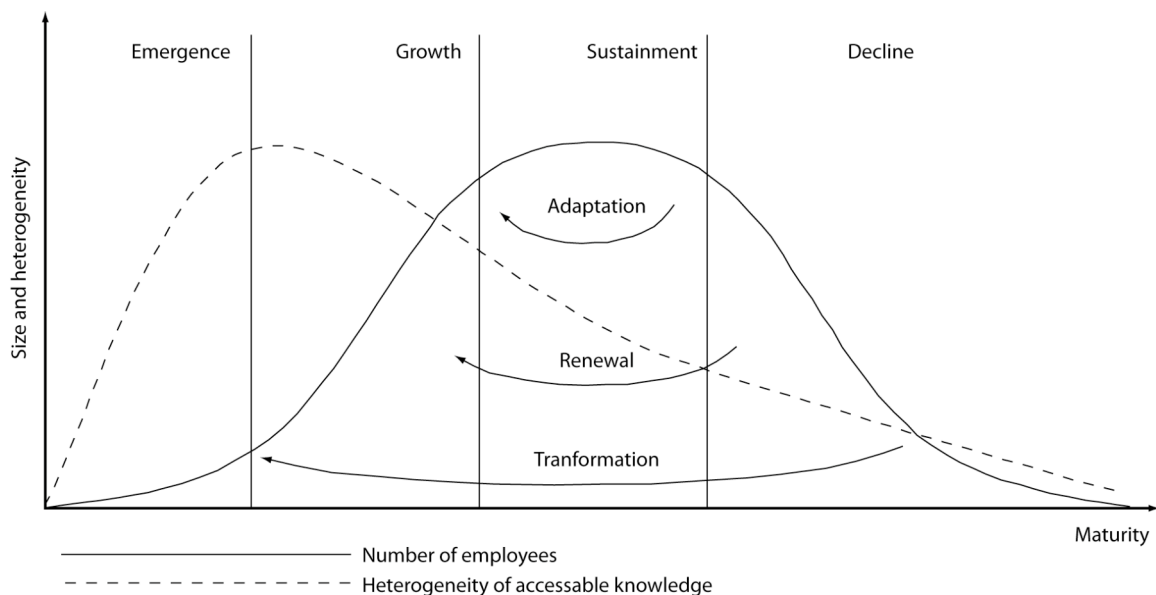 Emergence
Growth
Sustainment
Decline
Size and heterogeneity
Adaptation
Renewal
Tranformation
Maturity
Number of employees
Heterogeneity of accessable knowledge